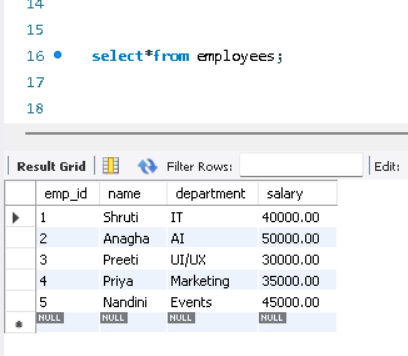 14
15
16 select*from employees;
17
18
Result Grid Filter Rows: Edit:
emp_id name department salary
1 Shruti IT 40000.00
2 Anagha AI 50000.00
3 Preeti UI/UX 30000.00
4 Priya Marketing 35000.00
5 Nandini Events 45000.00
NULL NULL NULL NULL